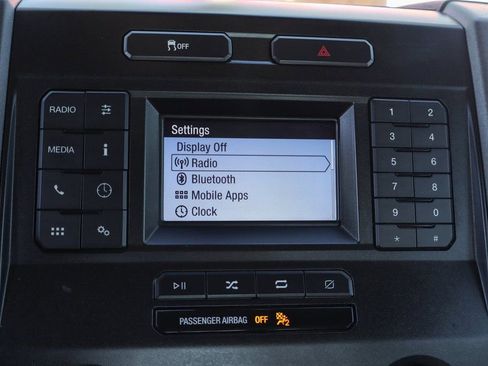 OFF
RADIO
MEDIA
Settings
Display Off
Radio
Bluetooth
Mobile Apps
Clock
1 2
3 4
5 6
7 8
9 0
* #
PASSENGER AIRBAG OFF 2